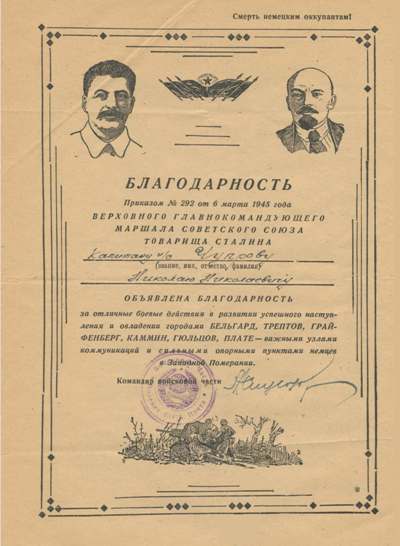 Смерть немецким оккупантам!
БЛАГОДАРНОСТЬ
Приказом № 292 от 6 марта 1945 года
ВЕРХОВНОГО ГЛАВНОКОМАНДУЮЩЕГО
МАРШАЛА СОВЕТСКОГО СОЮЗА
ТОВАРИЩА СТАЛИНА
Капитану
(звание, имя, отчество, фамилия)
Николаю Николаевичу
ОБЪЯВЛЕНА БЛАГОДАРНОСТЬ
за отличные боевые действия в развитии успешного наступ-
ления и овладении городами БЕЛЬГАРД, ТРЕПТОВ, ГРАЙ-
ФЕНБЕРГ, КАММИН, ГЮЛЬЦОВ, ПЛАТЕ—важными узлами
коммуникаций и сильными опорными пунктами немцев
в Западной Померании.
Командир войсковой части